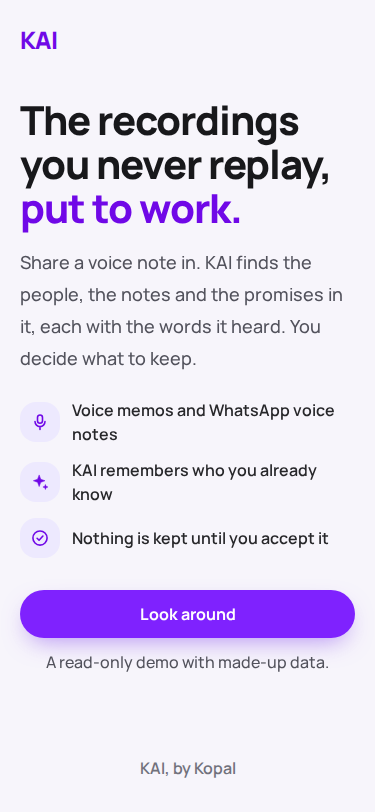 KAI
The recordings
you never replay,
put to work.
Share a voice note in. KAI finds the
people, the notes and the promises in
it, each with the words it heard. You
decide what to keep.
Voice memos and WhatsApp voice
notes
KAI remembers who you already
know
Nothing is kept until you accept it
Look around
A read-only demo with made-up data.
KAI, by Kopal